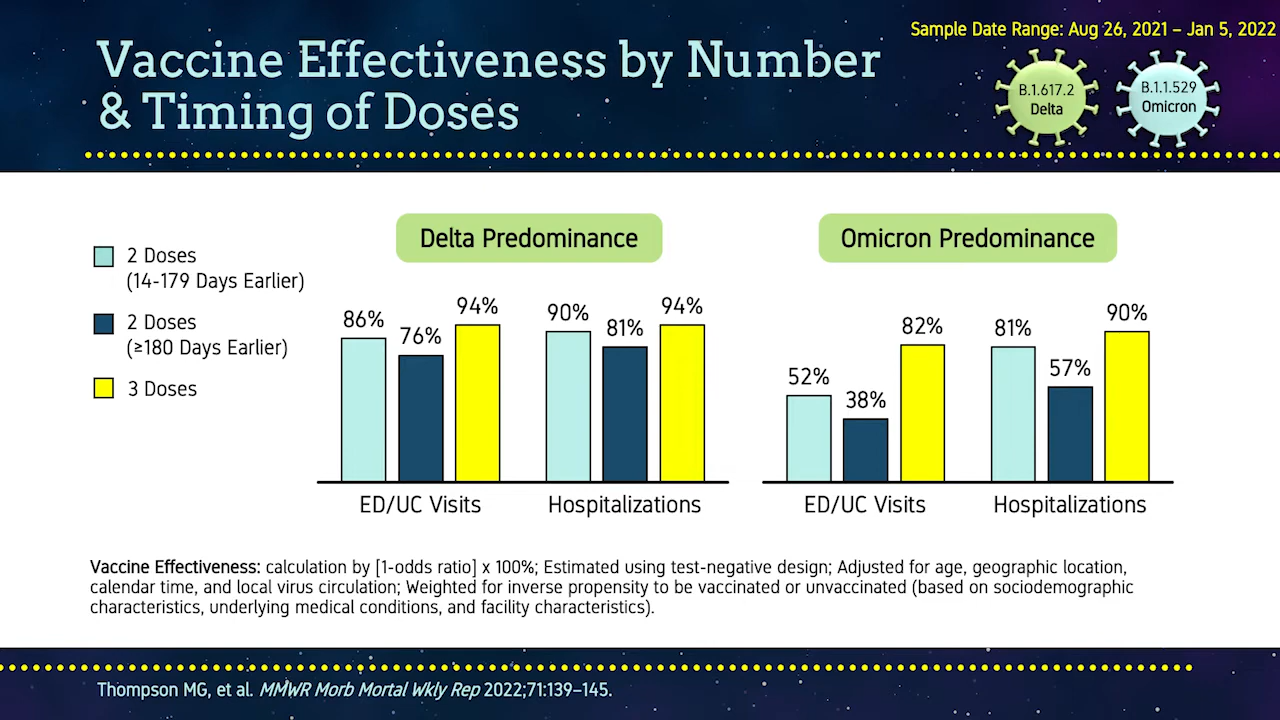 Sample Date Range: Aug 26, 2021 – Jan 5, 2022
Vaccine Effectiveness by Number
& Timing of Doses
B.1.617.2
Delta
B.1.1.529
Omicron
2 Doses
(14-179 Days Earlier)
2 Doses
(≥180 Days Earlier)
3 Doses
Delta Predominance
86%
76%
94%
90%
81%
94%
ED/UC Visits
Hospitalizations
Omicron Predominance
52%
38%
82%
81%
57%
90%
ED/UC Visits
Hospitalizations
Vaccine Effectiveness: calculation by [1-odds ratio] x 100%; Estimated using test-negative design; Adjusted for age, geographic location,
calendar time, and local virus circulation; Weighted for inverse propensity to be vaccinated or unvaccinated (based on sociodemographic
characteristics, underlying medical conditions, and facility characteristics).
Thompson MG, et al. MMWR Morb Mortal Wkly Rep 2022;71:139–145.